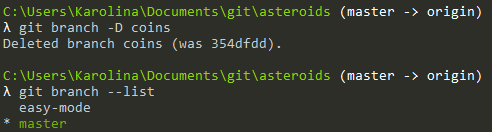 C:\Users\Karolina\Documents\git\asteroids (master -> origin)
λ git branch -D coins
Deleted branch coins (was 354dfdd).
C:\Users\Karolina\Documents\git\asteroids (master -> origin)
λ git branch --list
easy-mode
* master